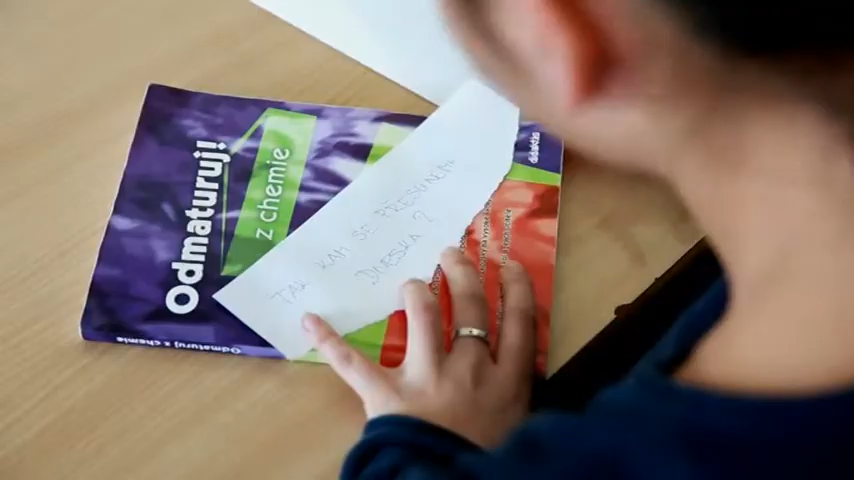 Odmaturuj!
z chemie
didaktis
TAK KAM SE PŘESUNEM
DNESKA?
Odmaturuj z chemie